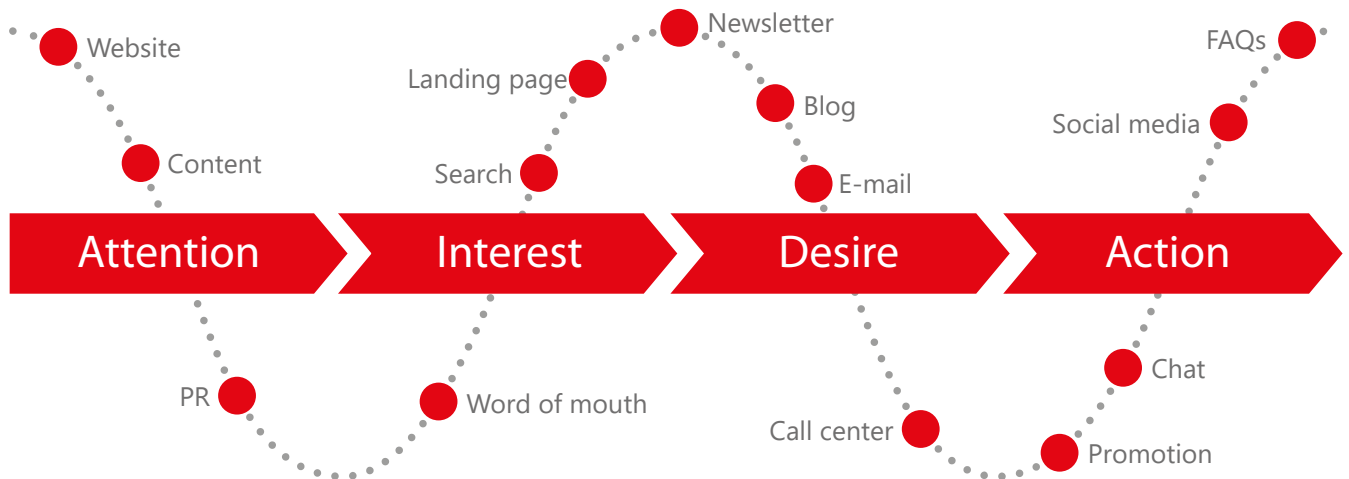 Website
Content
PR
Word of mouth
Search
Landing page
Newsletter
Blog
E-mail
Call center
Promotion
Chat
Social media
FAQs
Attention
Interest
Desire
Action